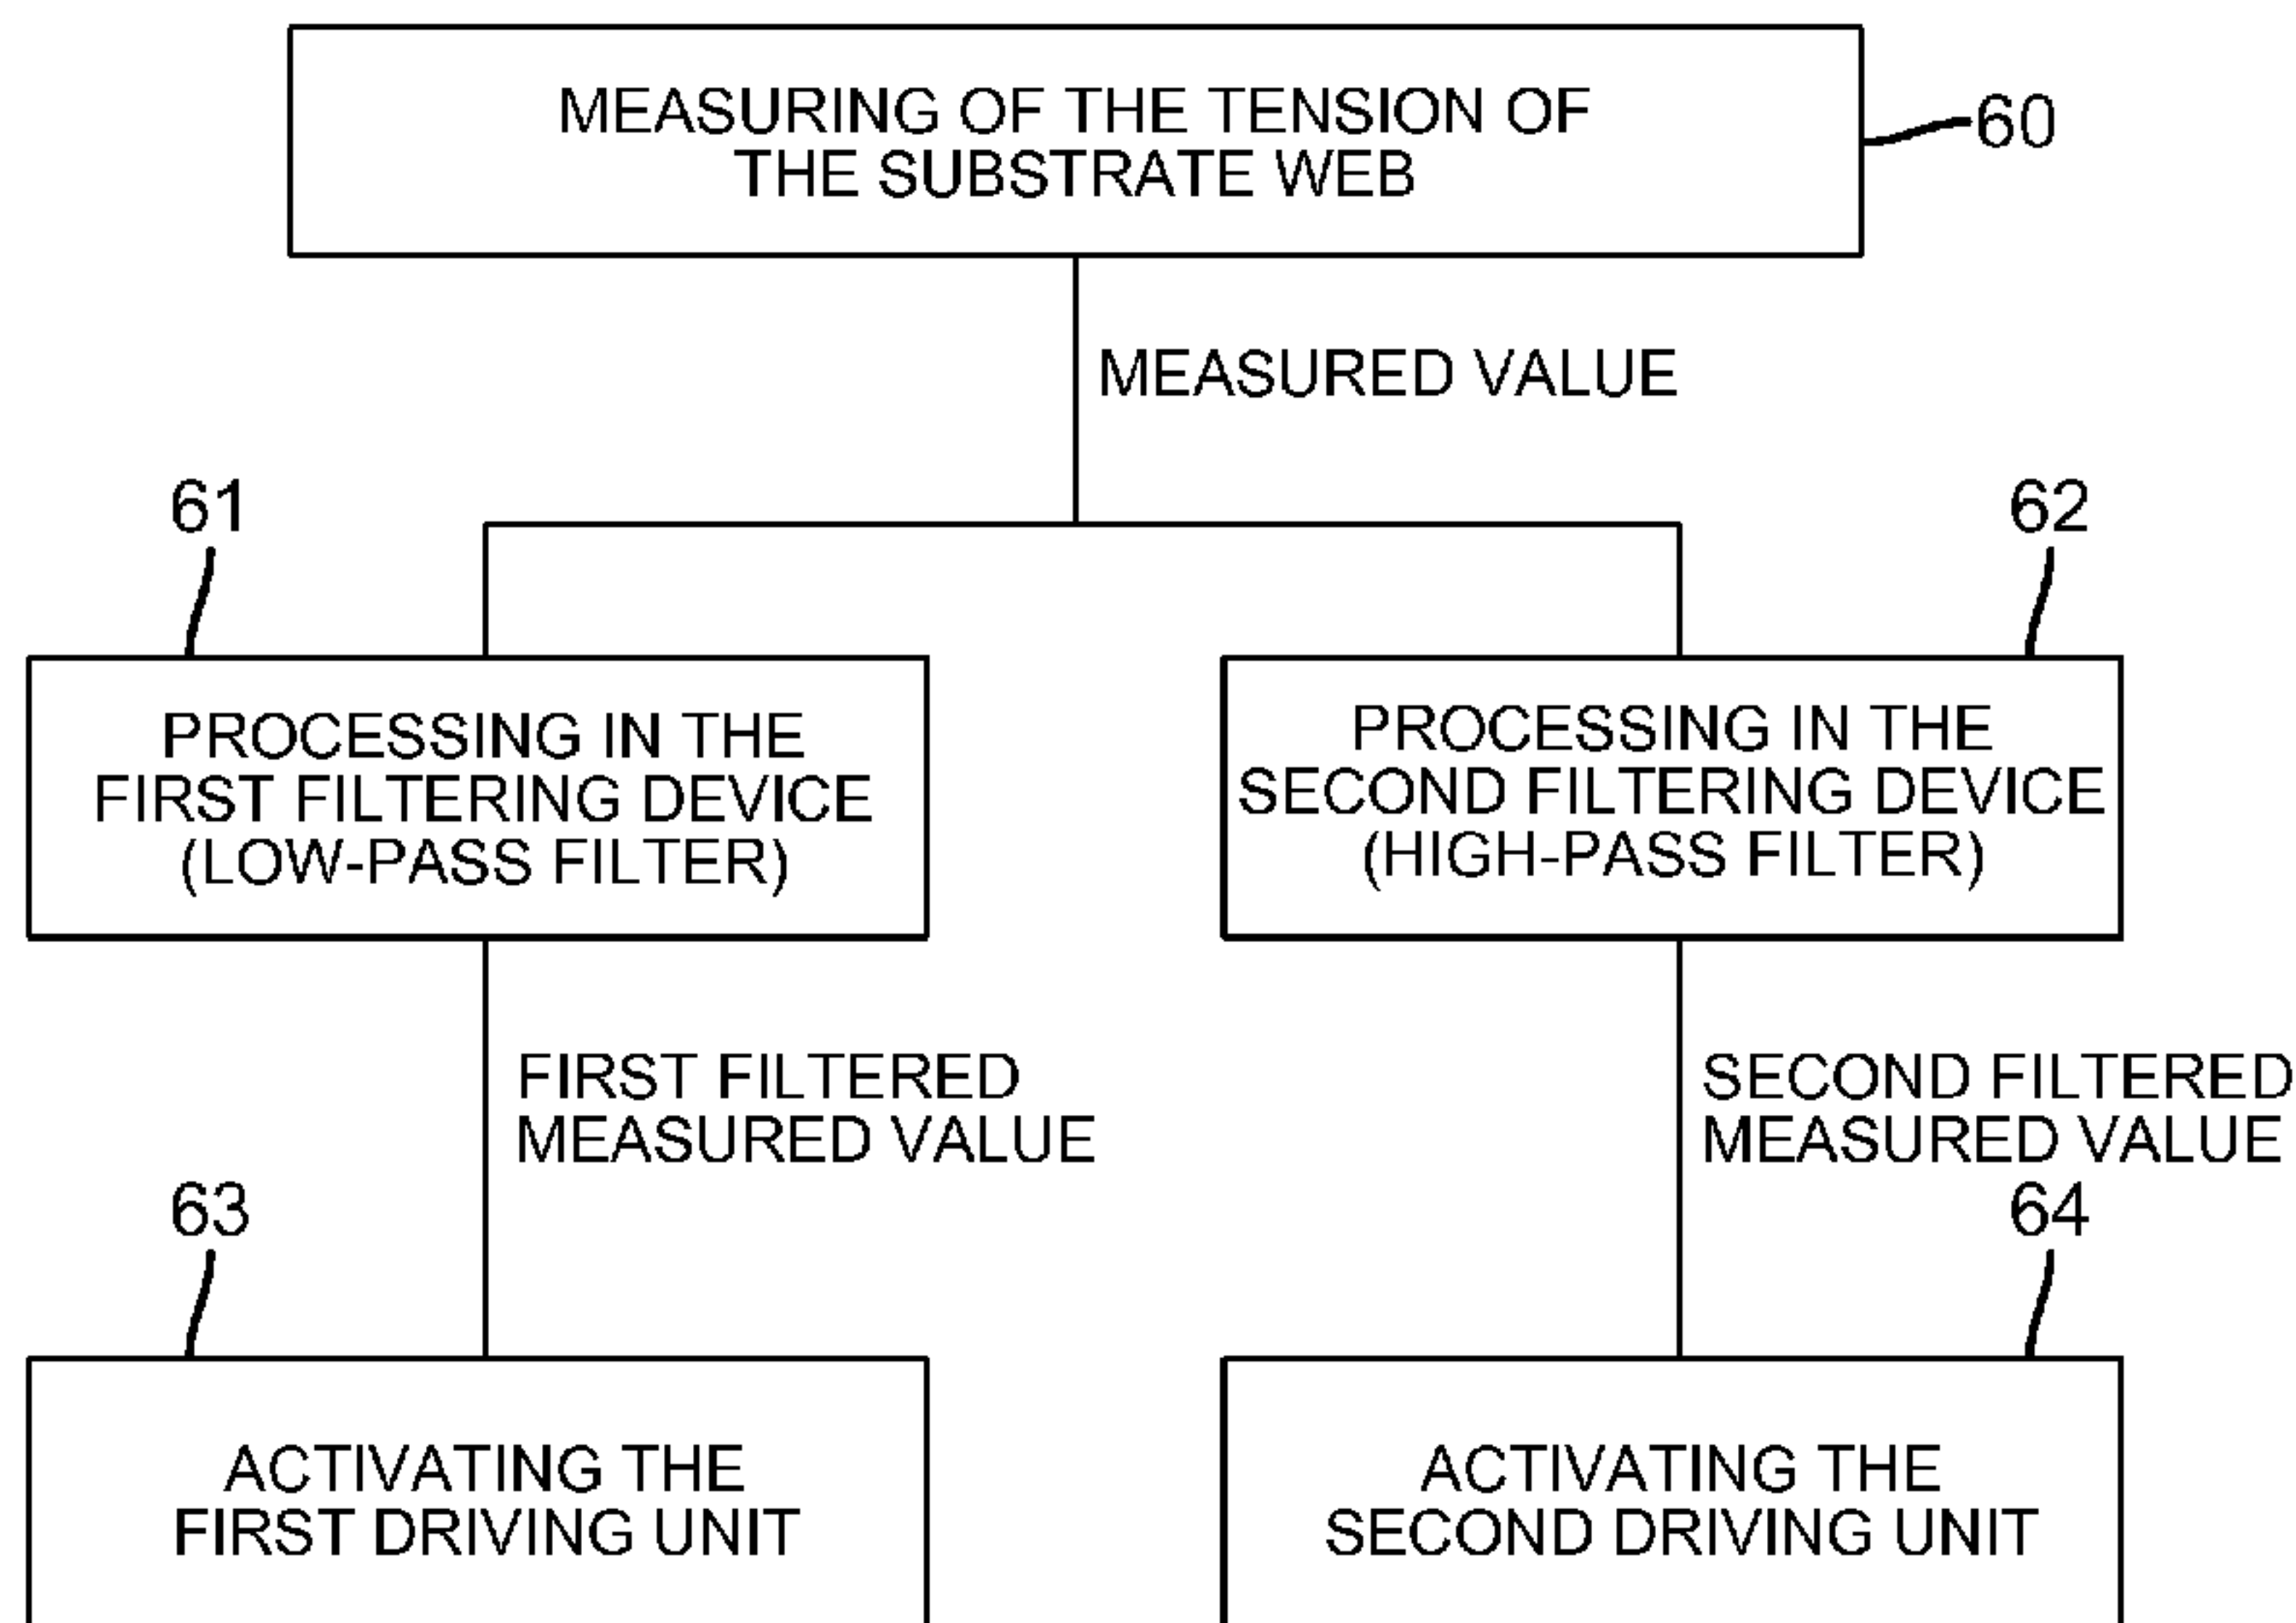 MEASURING OF THE TENSION OF
THE SUBSTRATE WEB
60
MEASURED VALUE
61
62
PROCESSING IN THE
FIRST FILTERING DEVICE
(LOW-PASS FILTER)
PROCESSING IN THE
SECOND FILTERING DEVICE
(HIGH-PASS FILTER)
FIRST FILTERED
MEASURED VALUE
SECOND FILTERED
MEASURED VALUE
63
64
ACTIVATING THE
FIRST DRIVING UNIT
ACTIVATING THE
SECOND DRIVING UNIT